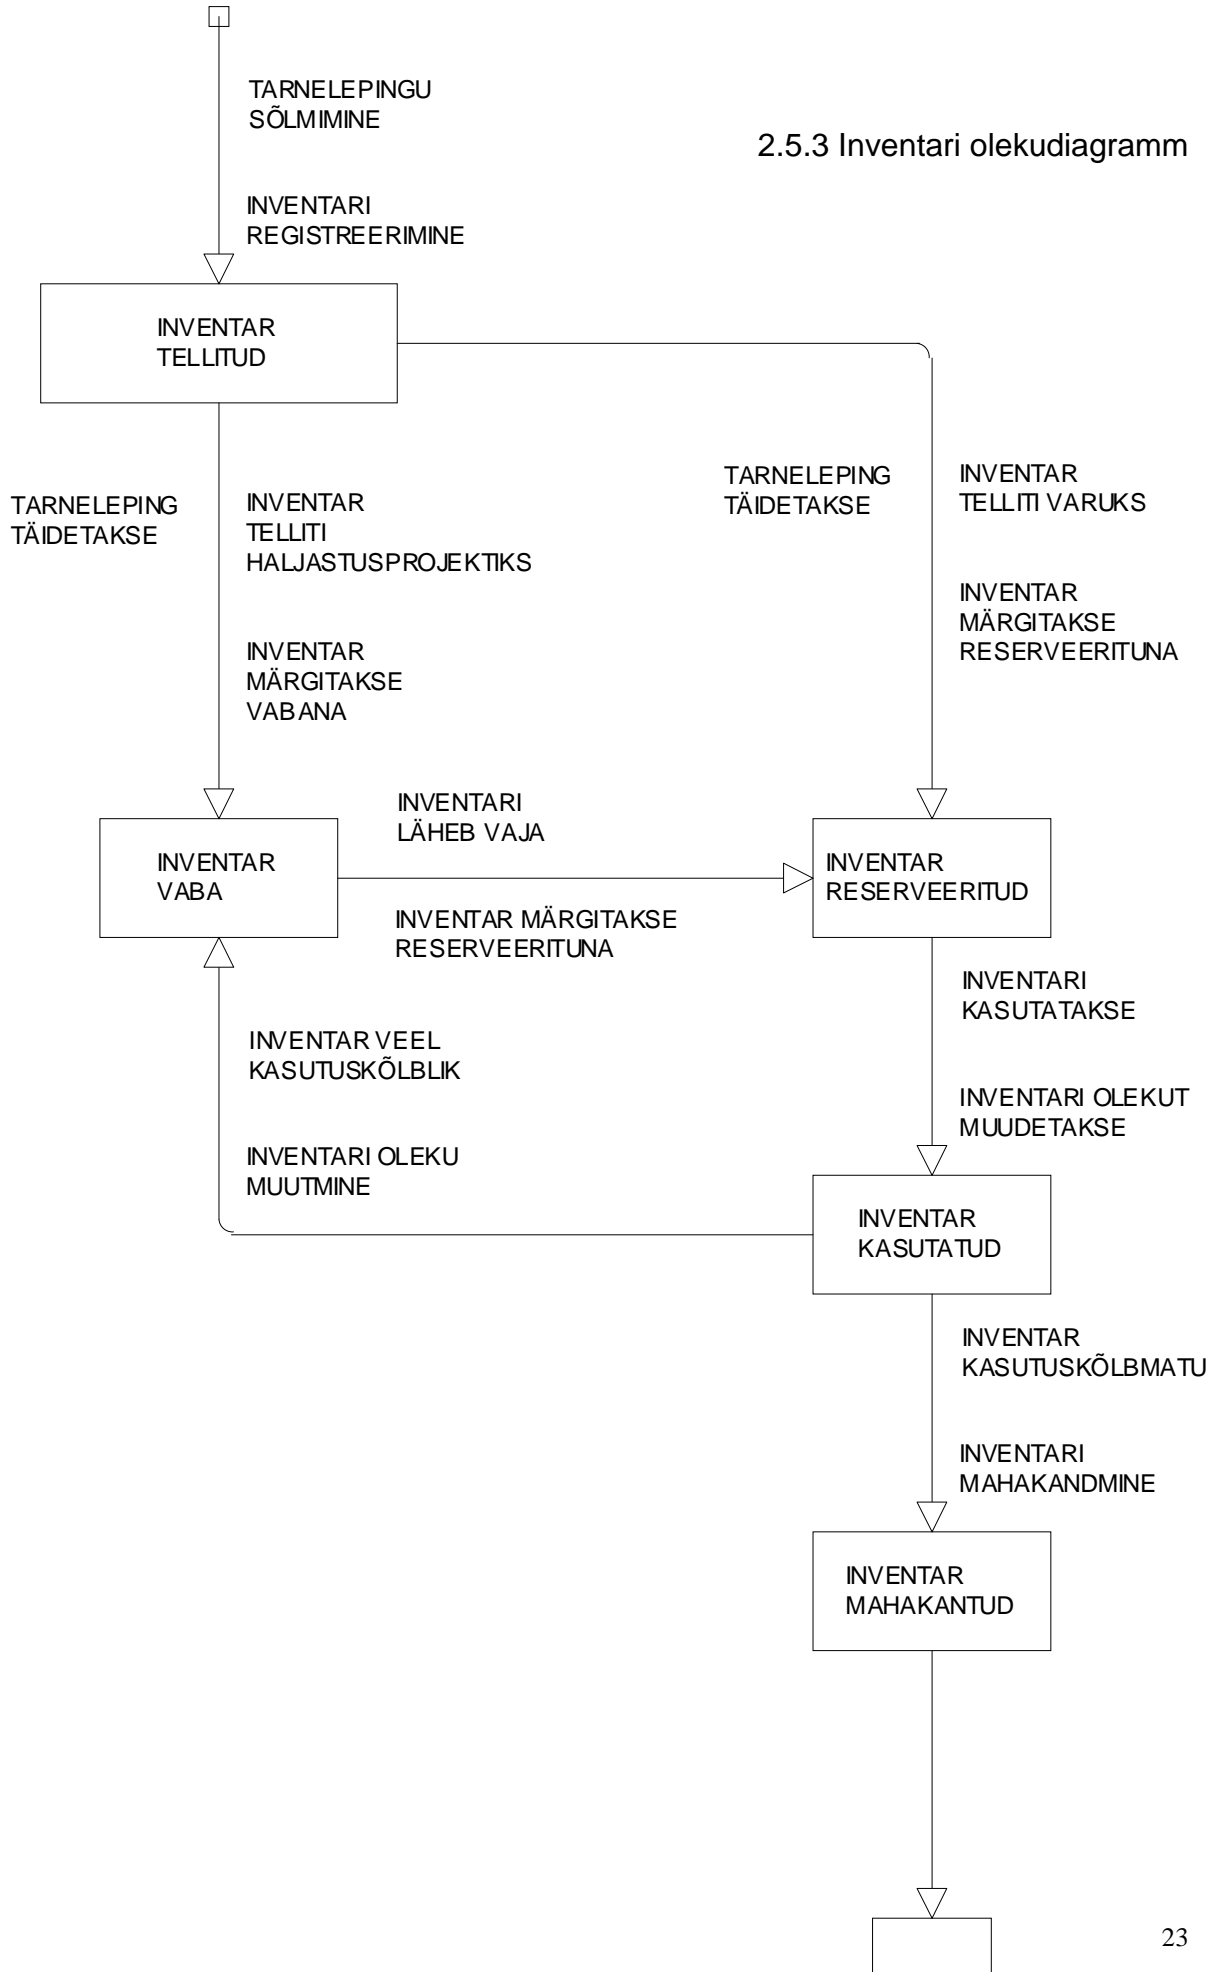 TARNELEPINGU
SÕLMIMINE
2.5.3 Inventari olekudiagramm
INVENTARI
REGISTREERIMINE
INVENTAR
TELLITUD
TARNELEPING
TÄIDETAKSE
INVENTAR
TELLITI
HALJASTUSPROJEKTIKS
TARNELEPING
TÄIDETAKSE
INVENTAR
TELLITI VARUKS
INVENTAR
MÄRGITAKSE
RESERVEERITUNA
INVENTAR
MÄRGITAKSE
VABANA
INVENTARI
LÄHEB VAJA
INVENTAR
VABA
INVENTAR
RESERVEERITUD
INVENTAR MÄRGITAKSE
RESERVEERITUNA
INVENTARI
KASUTATAKSE
INVENTAR VEEL
KASUTUSKÕLBLIK
INVENTARI OLEKUT
MUUDETAKSE
INVENTARI OLEKU
MUUTMINE
INVENTAR
KASUTATUD
INVENTAR
KASUTUSKÕLBMATU
INVENTARI
MAHAKANDMINE
INVENTAR
MAHAKANTUD
23